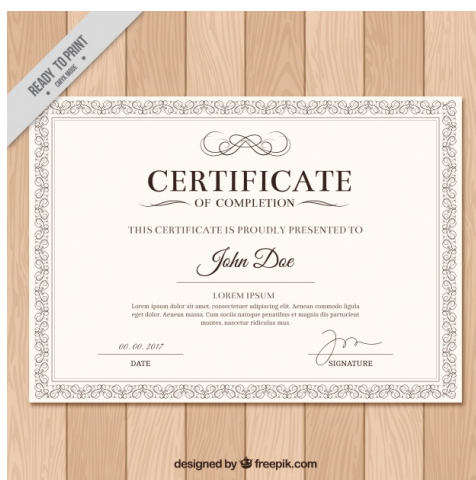 READY TO PRINT
CMYK MODE
CERTIFICATE
OF COMPLETION
THIS CERTIFICATE IS PROUDLY PRESENTED TO
John Doe
LOREM IPSUM
Lorem ipsum dolor sit amet, consectetuer adipiscing elit. Aenean commodo ligula
eget dolor. Aenean massa. Cum sociis natoque penatibus et magnis dis parturient
montes, nascetur ridiculus mus.
00. 00. 2017
DATE
SIGNATURE
designed by freepik.com